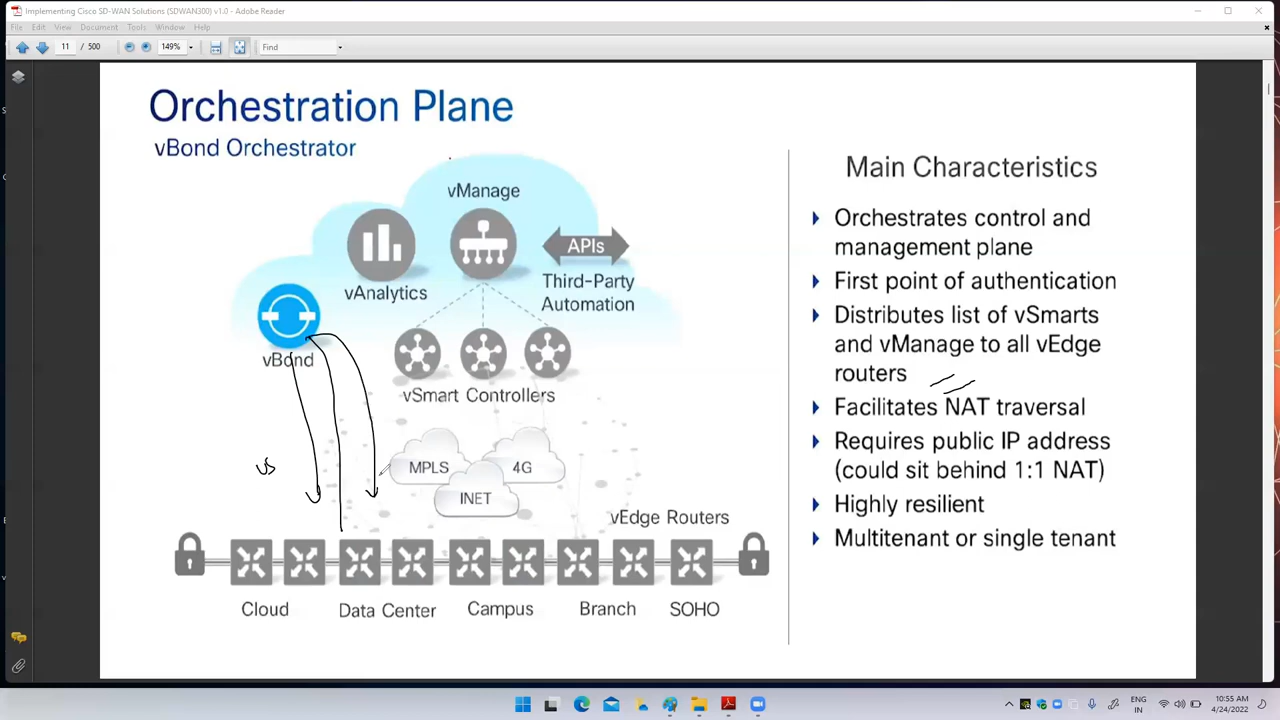 Implementing Cisco SD-WAN Solutions (SDWAN300) v1.0 - Adobe Reader
File Edit View Document Tools Window Help
11 / 500 149% Find
Orchestration Plane
vBond Orchestrator
vManage
APIs
vAnalytics
Third-Party
Automation
vBond
vSmart Controllers
MPLS
4G
INET
vS
vEdge Routers
Cloud
Data Center
Campus
Branch
SOHO
Main Characteristics
Orchestrates control and
management plane
First point of authentication
Distributes list of vSmarts
and vManage to all vEdge
routers
Facilitates NAT traversal
Requires public IP address
(could sit behind 1:1 NAT)
Highly resilient
Multitenant or single tenant
ENG
IN
10:55 AM
4/24/2022